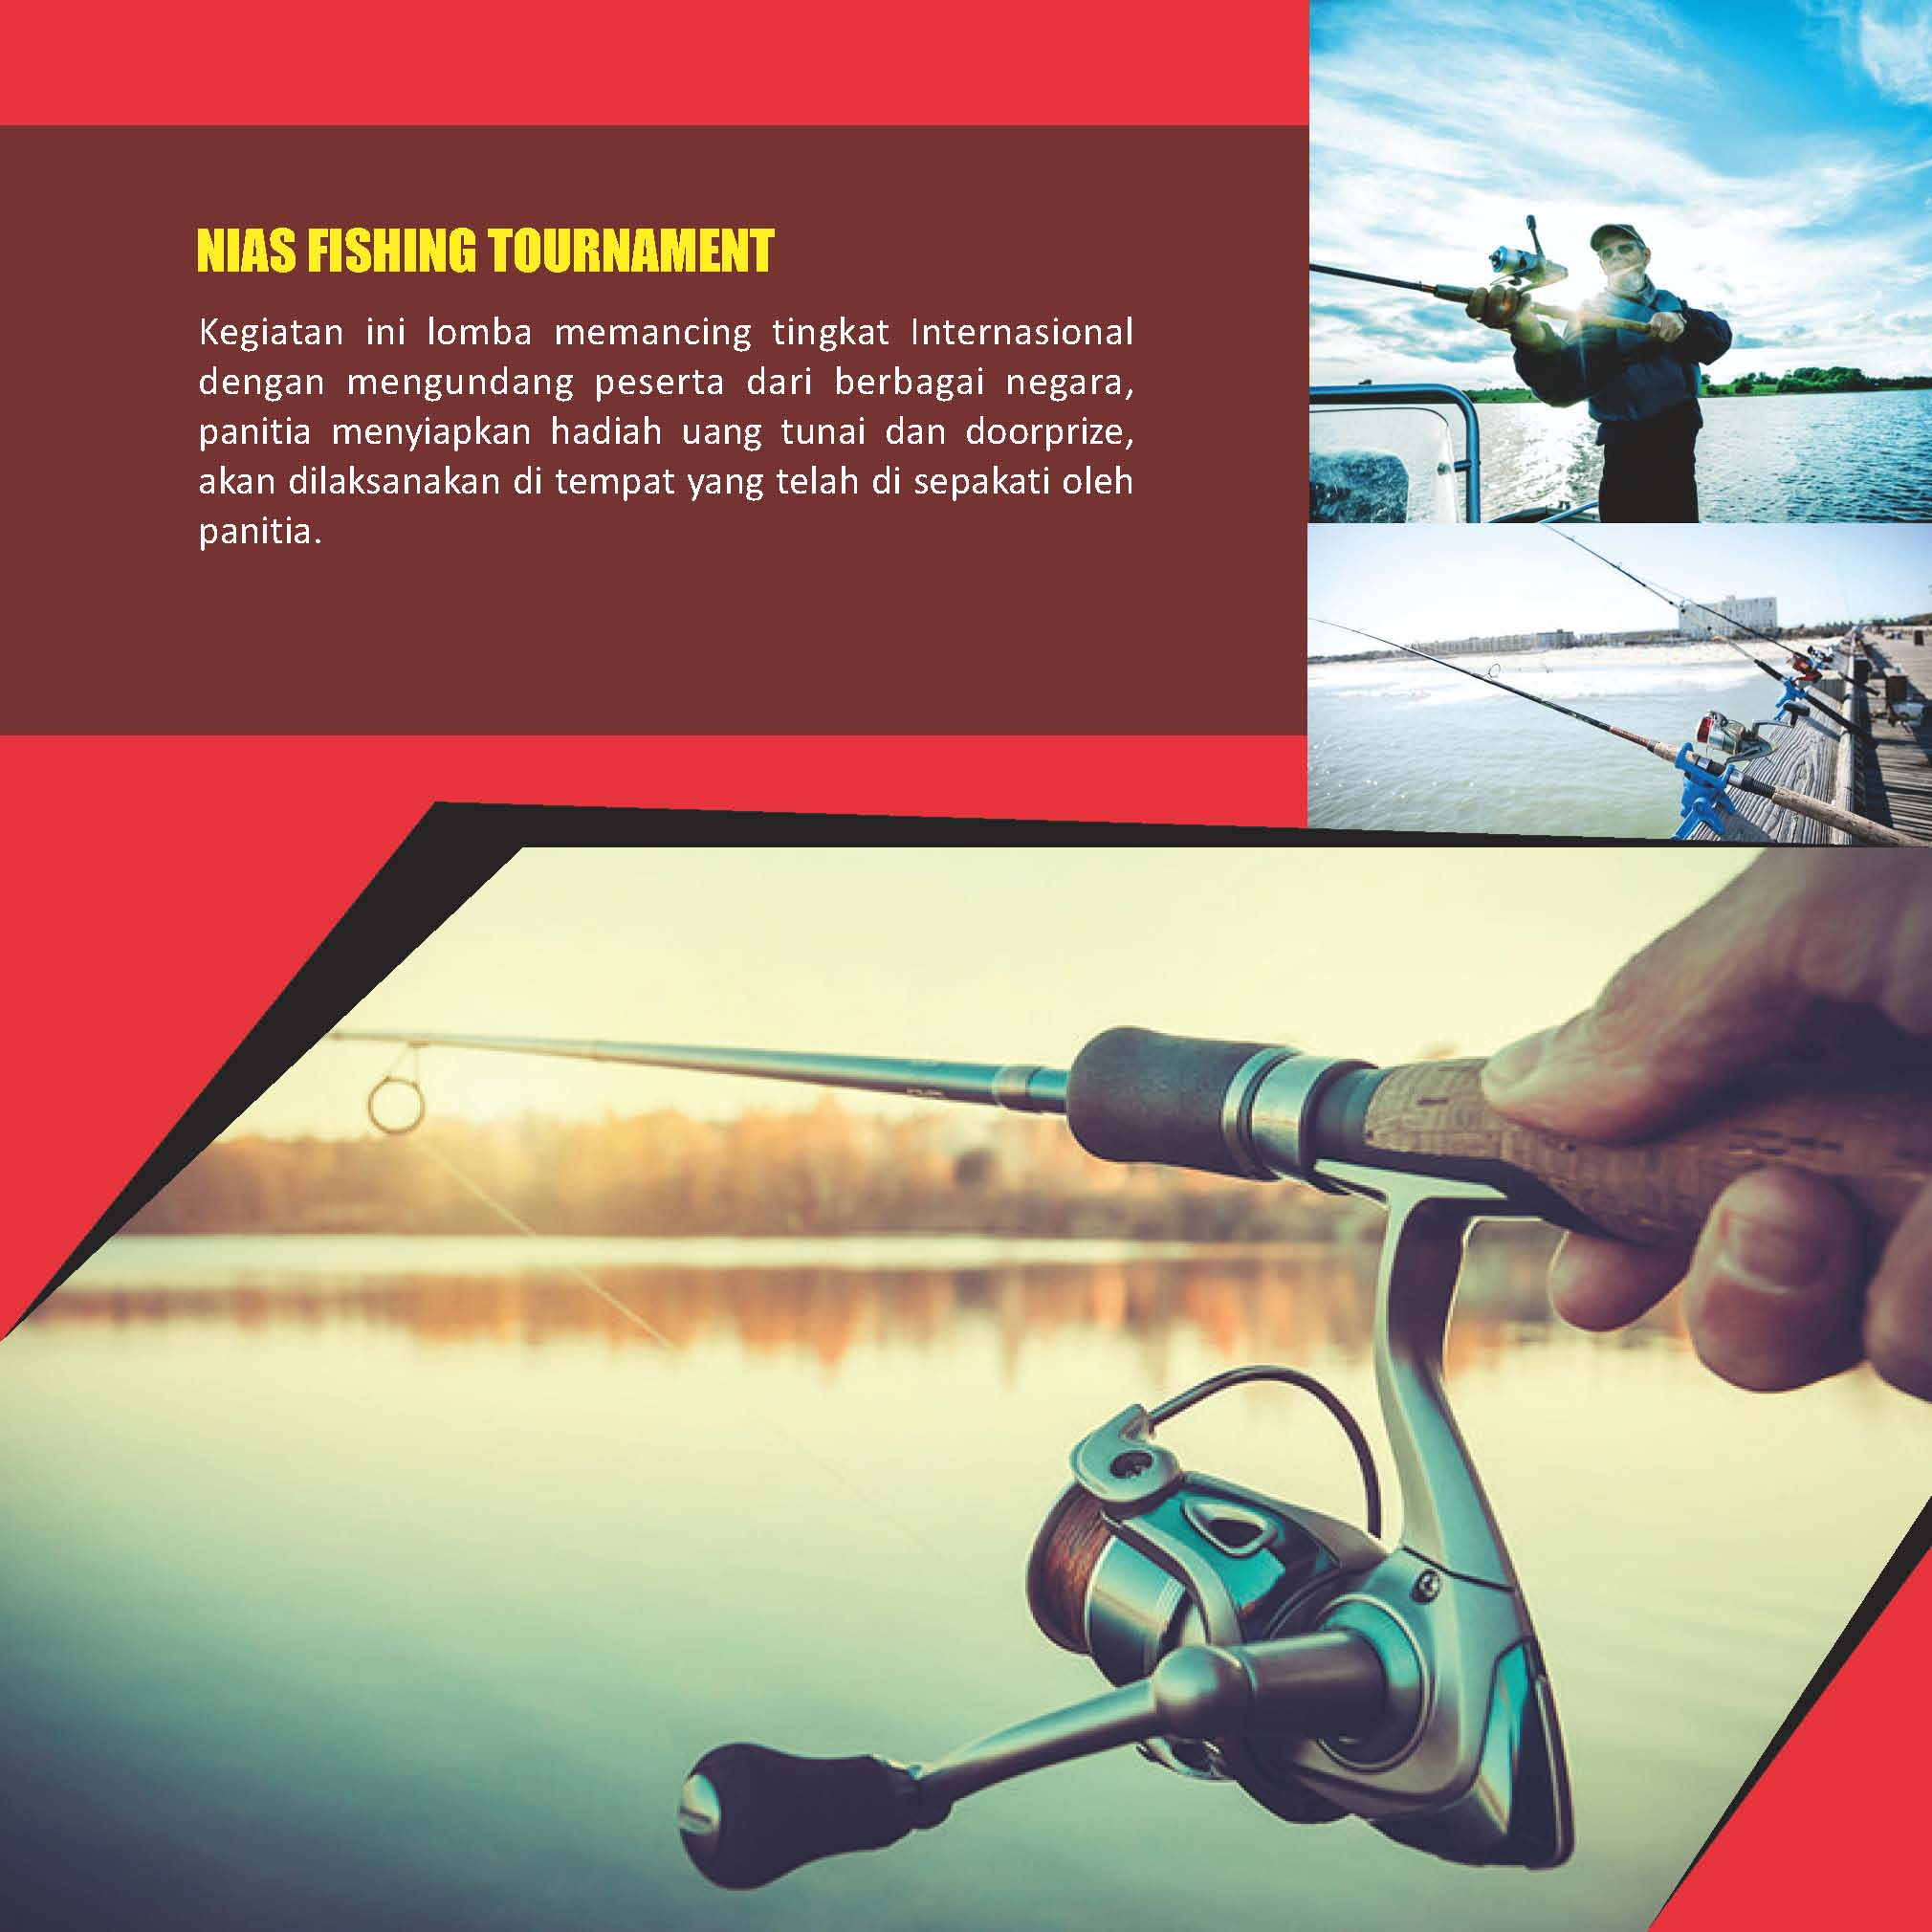 NIAS FISHING TOURNAMENT
Kegiatan ini lomba memancing tingkat Internasional
dengan mengundang peserta dari berbagai negara,
panitia menyiapkan hadiah uang tunai dan doorprize,
akan dilaksanakan di tempat yang telah di sepakati oleh
panitia.